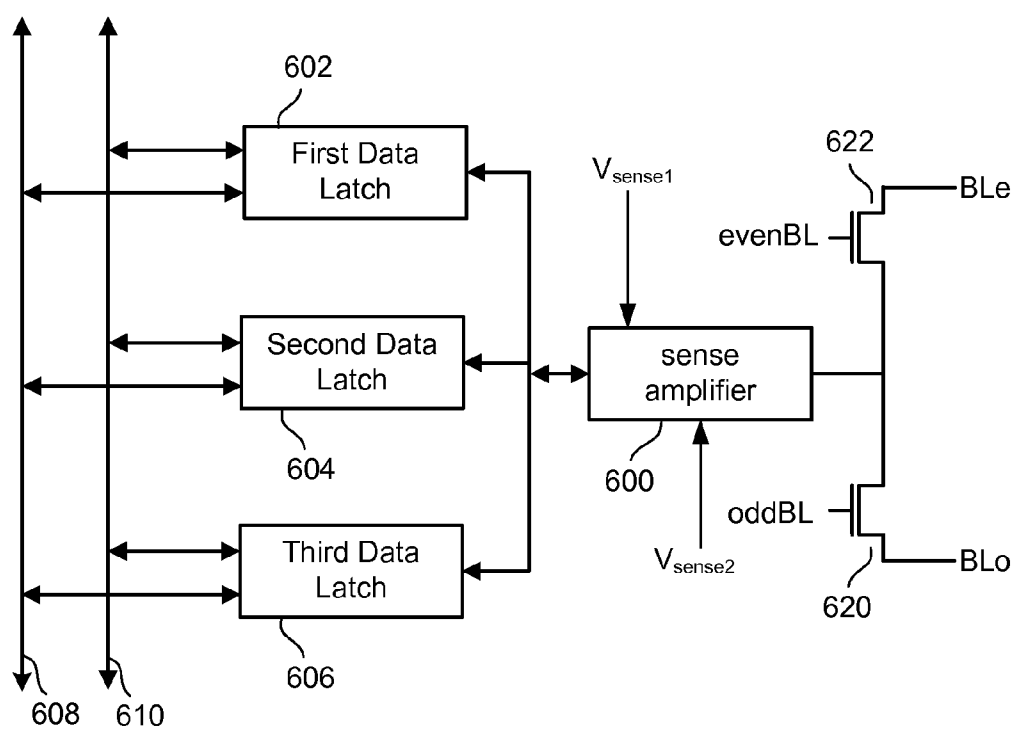 602
First Data
Latch
Vsense1
622
BLe
evenBL
Second Data
Latch
604
sense
amplifier
600
oddBL
Vsense2
BLo
620
Third Data
Latch
606
608
610